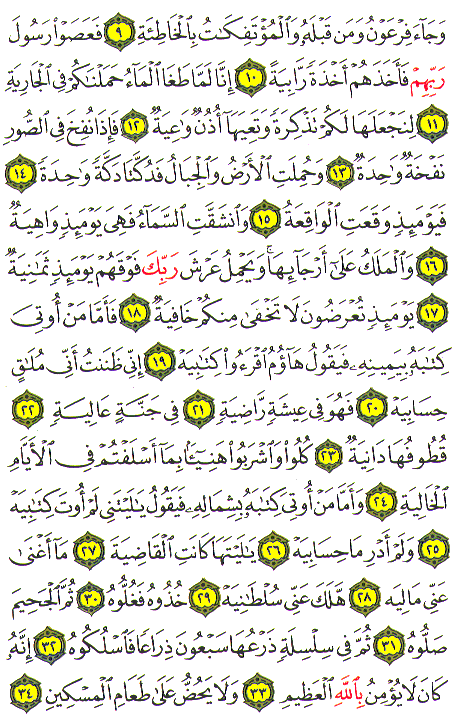 وَجَآءَ فِرْعَوْنُ وَمَن قَبْلَهُۥ وَٱلْمُؤْتَفِكَٰتُ بِٱلْخَاطِئَةِ ٩ فَعَصَوْا۟ رَسُولَ
رَبِّهِمْ فَأَخَذَهُمْ أَخْذَةً رَّابِيَةً ١٠ إِنَّا لَمَّا طَغَا ٱلْمَآءُ حَمَلْنَٰكُمْ فِى ٱلْجَارِيَةِ
١١ لِنَجْعَلَهَا لَكُمْ تَذْكِرَةً وَتَعِيَهَآ أُذُنٌ وَٰعِيَةٌ ١٢ فَإِذَا نُفِخَ فِى ٱلصُّورِ
نَفْخَةٌ وَٰحِدَةٌ ١٣ وَحُمِلَتِ ٱلْأَرْضُ وَٱلْجِبَالُ فَدُكَّتَا دَكَّةً وَٰحِدَةً ١٤
فَيَوْمَئِذٍ وَقَعَتِ ٱلْوَاقِعَةُ ١٥ وَٱنشَقَّتِ ٱلسَّمَآءُ فَهِىَ يَوْمَئِذٍ وَاهِيَةٌ
١٦ وَٱلْمَلَكُ عَلَىٰٓ أَرْجَآئِهَا ۚ وَيَحْمِلُ عَرْشَ رَبِّكَ فَوْقَهُمْ يَوْمَئِذٍ ثَمَٰنِيَةٌ
١٧ يَوْمَئِذٍ تُعْرَضُونَ لَا تَخْفَىٰ مِنكُمْ خَافِيَةٌ ١٨ فَأَمَّا مَنْ أُوتِىَ
كِتَٰبَهُۥ بِيَمِينِهِۦ فَيَقُولُ هَآؤُمُ ٱقْرَءُوا۟ كِتَٰبِيَهْ ١٩ إِنِّى ظَنَنتُ أَنِّى مُلَٰقٍ
حِسَابِيَهْ ٢٠ فَهُوَ فِى عِيشَةٍ رَّاضِيَةٍ ٢١ فِى جَنَّةٍ عَالِيَةٍ ٢٢
قُطُوفُهَا دَانِيَةٌ ٢٣ كُلُوا۟ وَٱشْرَبُوا۟ هَنِيٓـًٔۢا بِمَآ أَسْلَفْتُمْ فِى ٱلْأَيَّامِ
ٱلْخَالِيَةِ ٢٤ وَأَمَّا مَنْ أُوتِىَ كِتَٰبَهُۥ بِشِمَالِهِۦ فَيَقُولُ يَٰلَيْتَنِى لَمْ أُوتَ كِتَٰبِيَهْ
٢٥ وَلَمْ أَدْرِ مَا حِسَابِيَهْ ٢٦ يَٰلَيْتَهَا كَانَتِ ٱلْقَاضِيَةَ ٢٧ مَآ أَغْنَىٰ
عَنِّى مَالِيَهْ ٢٨ هَلَكَ عَنِّى سُلْطَٰنِيَهْ ٢٩ خُذُوهُ فَغُلُّوهُ ٣٠ ثُمَّ ٱلْجَحِيمَ
صَلُّوهُ ٣١ ثُمَّ فِى سِلْسِلَةٍ ذَرْعُهَا سَبْعُونَ ذِرَاعًا فَٱسْلُكُوهُ ٣٢ إِنَّهُۥ
كَانَ لَا يُؤْمِنُ بِٱللَّهِ ٱلْعَظِيمِ ٣٣ وَلَا يَحُضُّ عَلَىٰ طَعَامِ ٱلْمِسْكِينِ ٣٤